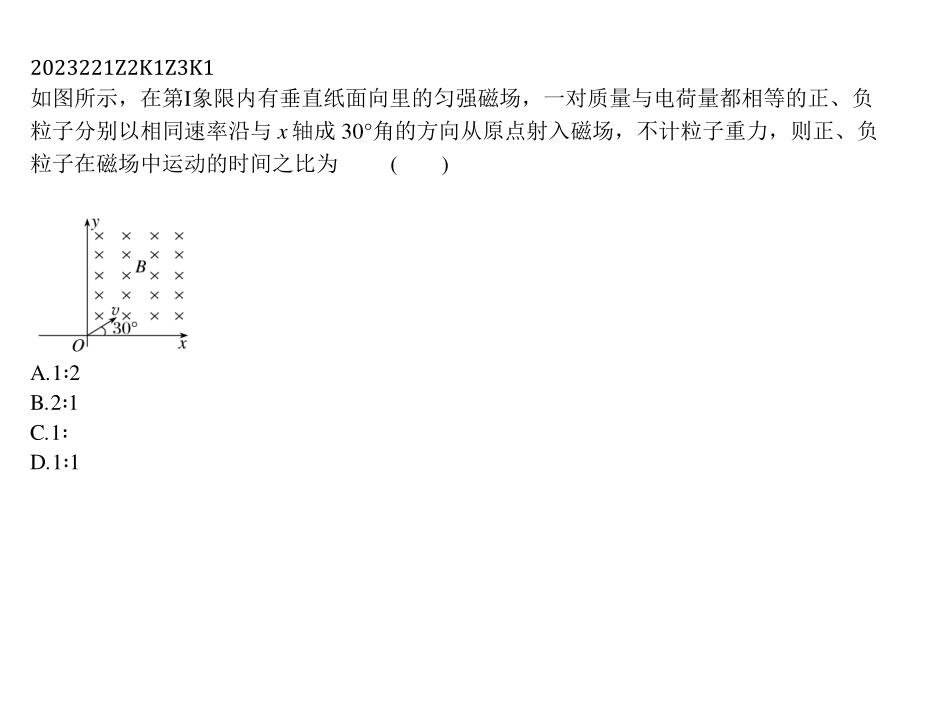 2023221Z2K1Z3K1
如图所示，在第Ⅰ象限内有垂直纸面向里的匀强磁场，一对质量与电荷量都相等的正、负
粒子分别以相同速率沿与 x 轴成 30°角的方向从原点射入磁场，不计粒子重力，则正、负
粒子在磁场中运动的时间之比为 ( )
y
B
v
30°
O x
A.1∶2
B.2∶1
C.1∶
D.1∶1